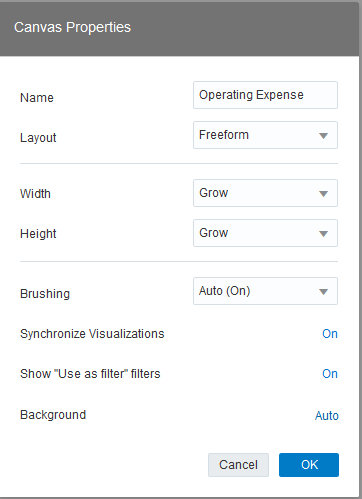 Canvas Properties
Name Operating Expense
Layout Freeform
Width Grow
Height Grow
Brushing Auto (On)
Synchronize Visualizations On
Show "Use as filter" filters On
Background Auto
Cancel OK